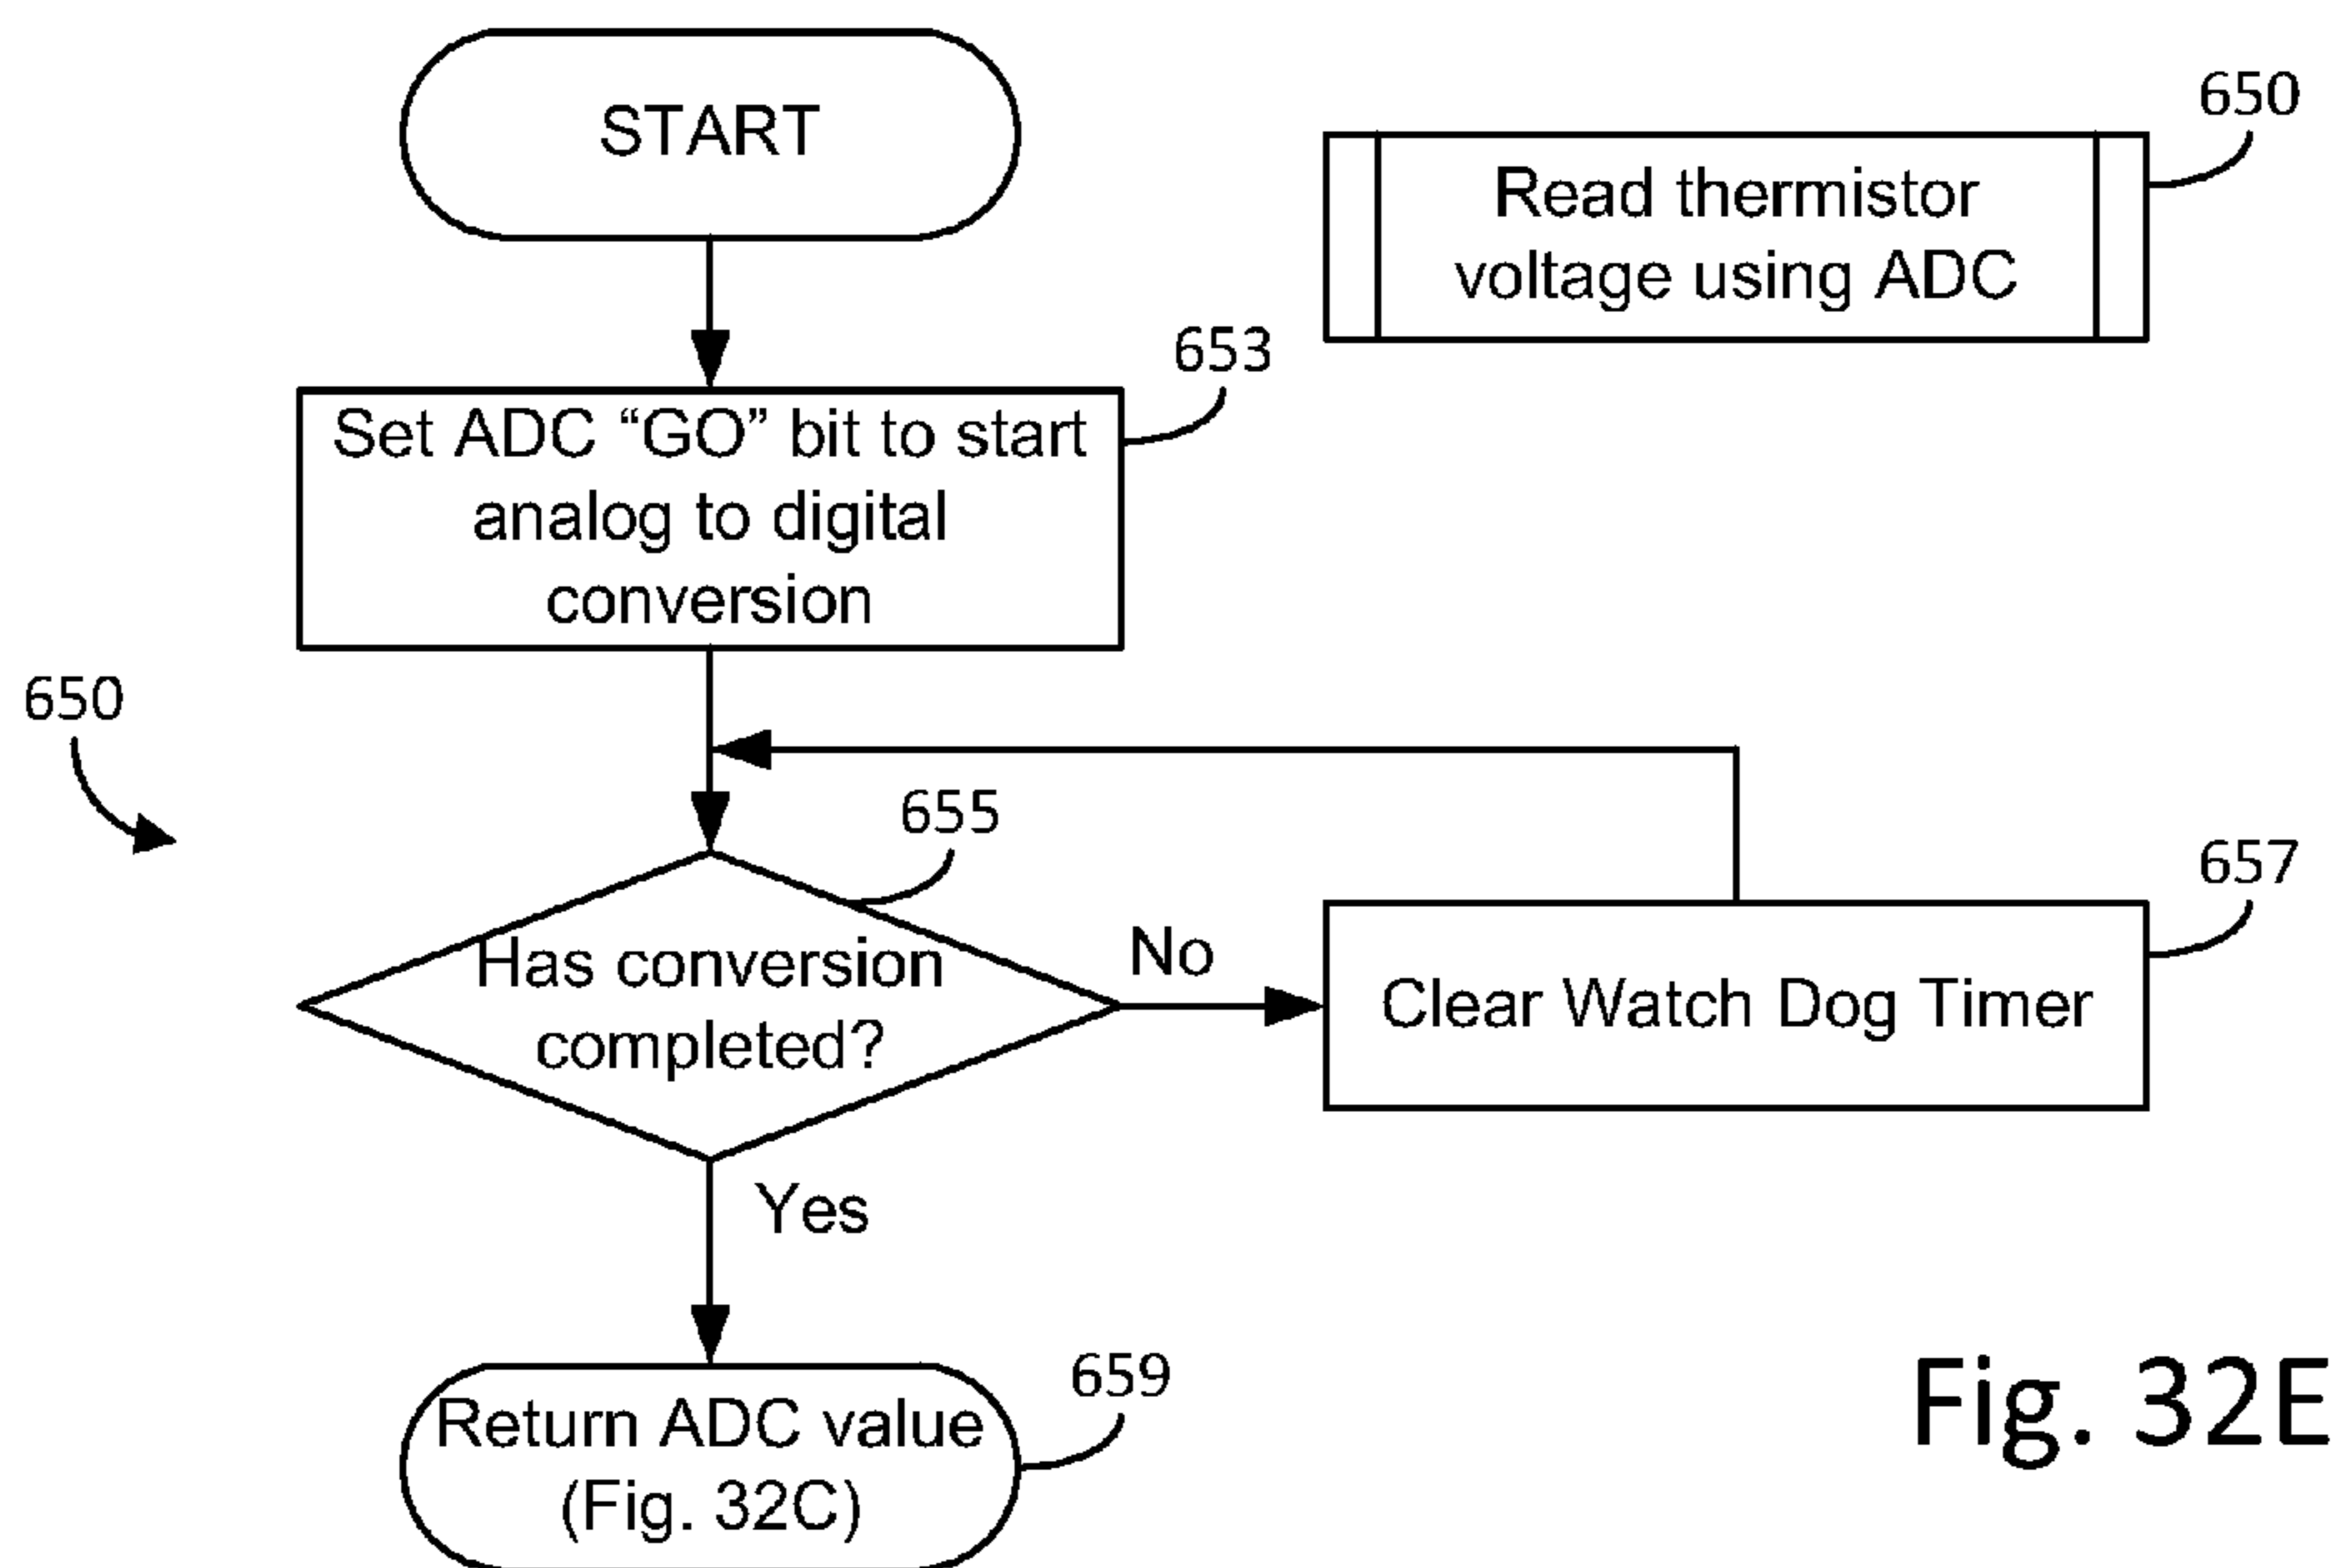 START
650
Read thermistor
voltage using ADC
653
Set ADC “GO” bit to start
analog to digital
conversion
650
655
Has conversion
completed?
No
657
Clear Watch Dog Timer
Yes
659
Return ADC value
(Fig. 32C)
Fig. 32E